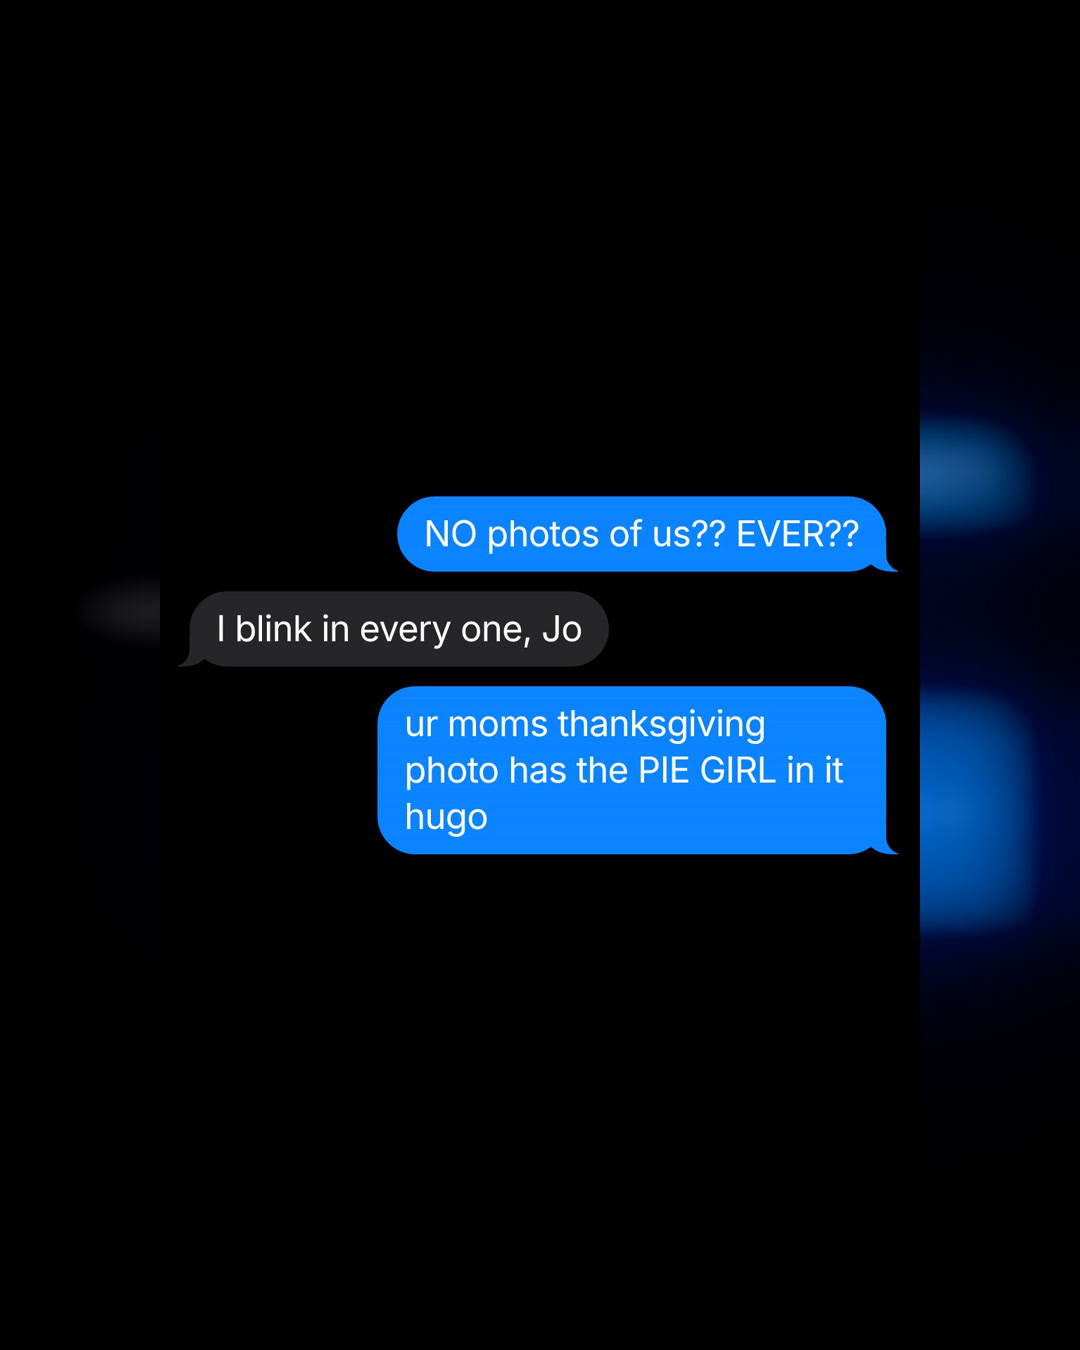 NO photos of us?? EVER??
I blink in every one, Jo
ur moms thanksgiving
photo has the PIE GIRL in it
hugo